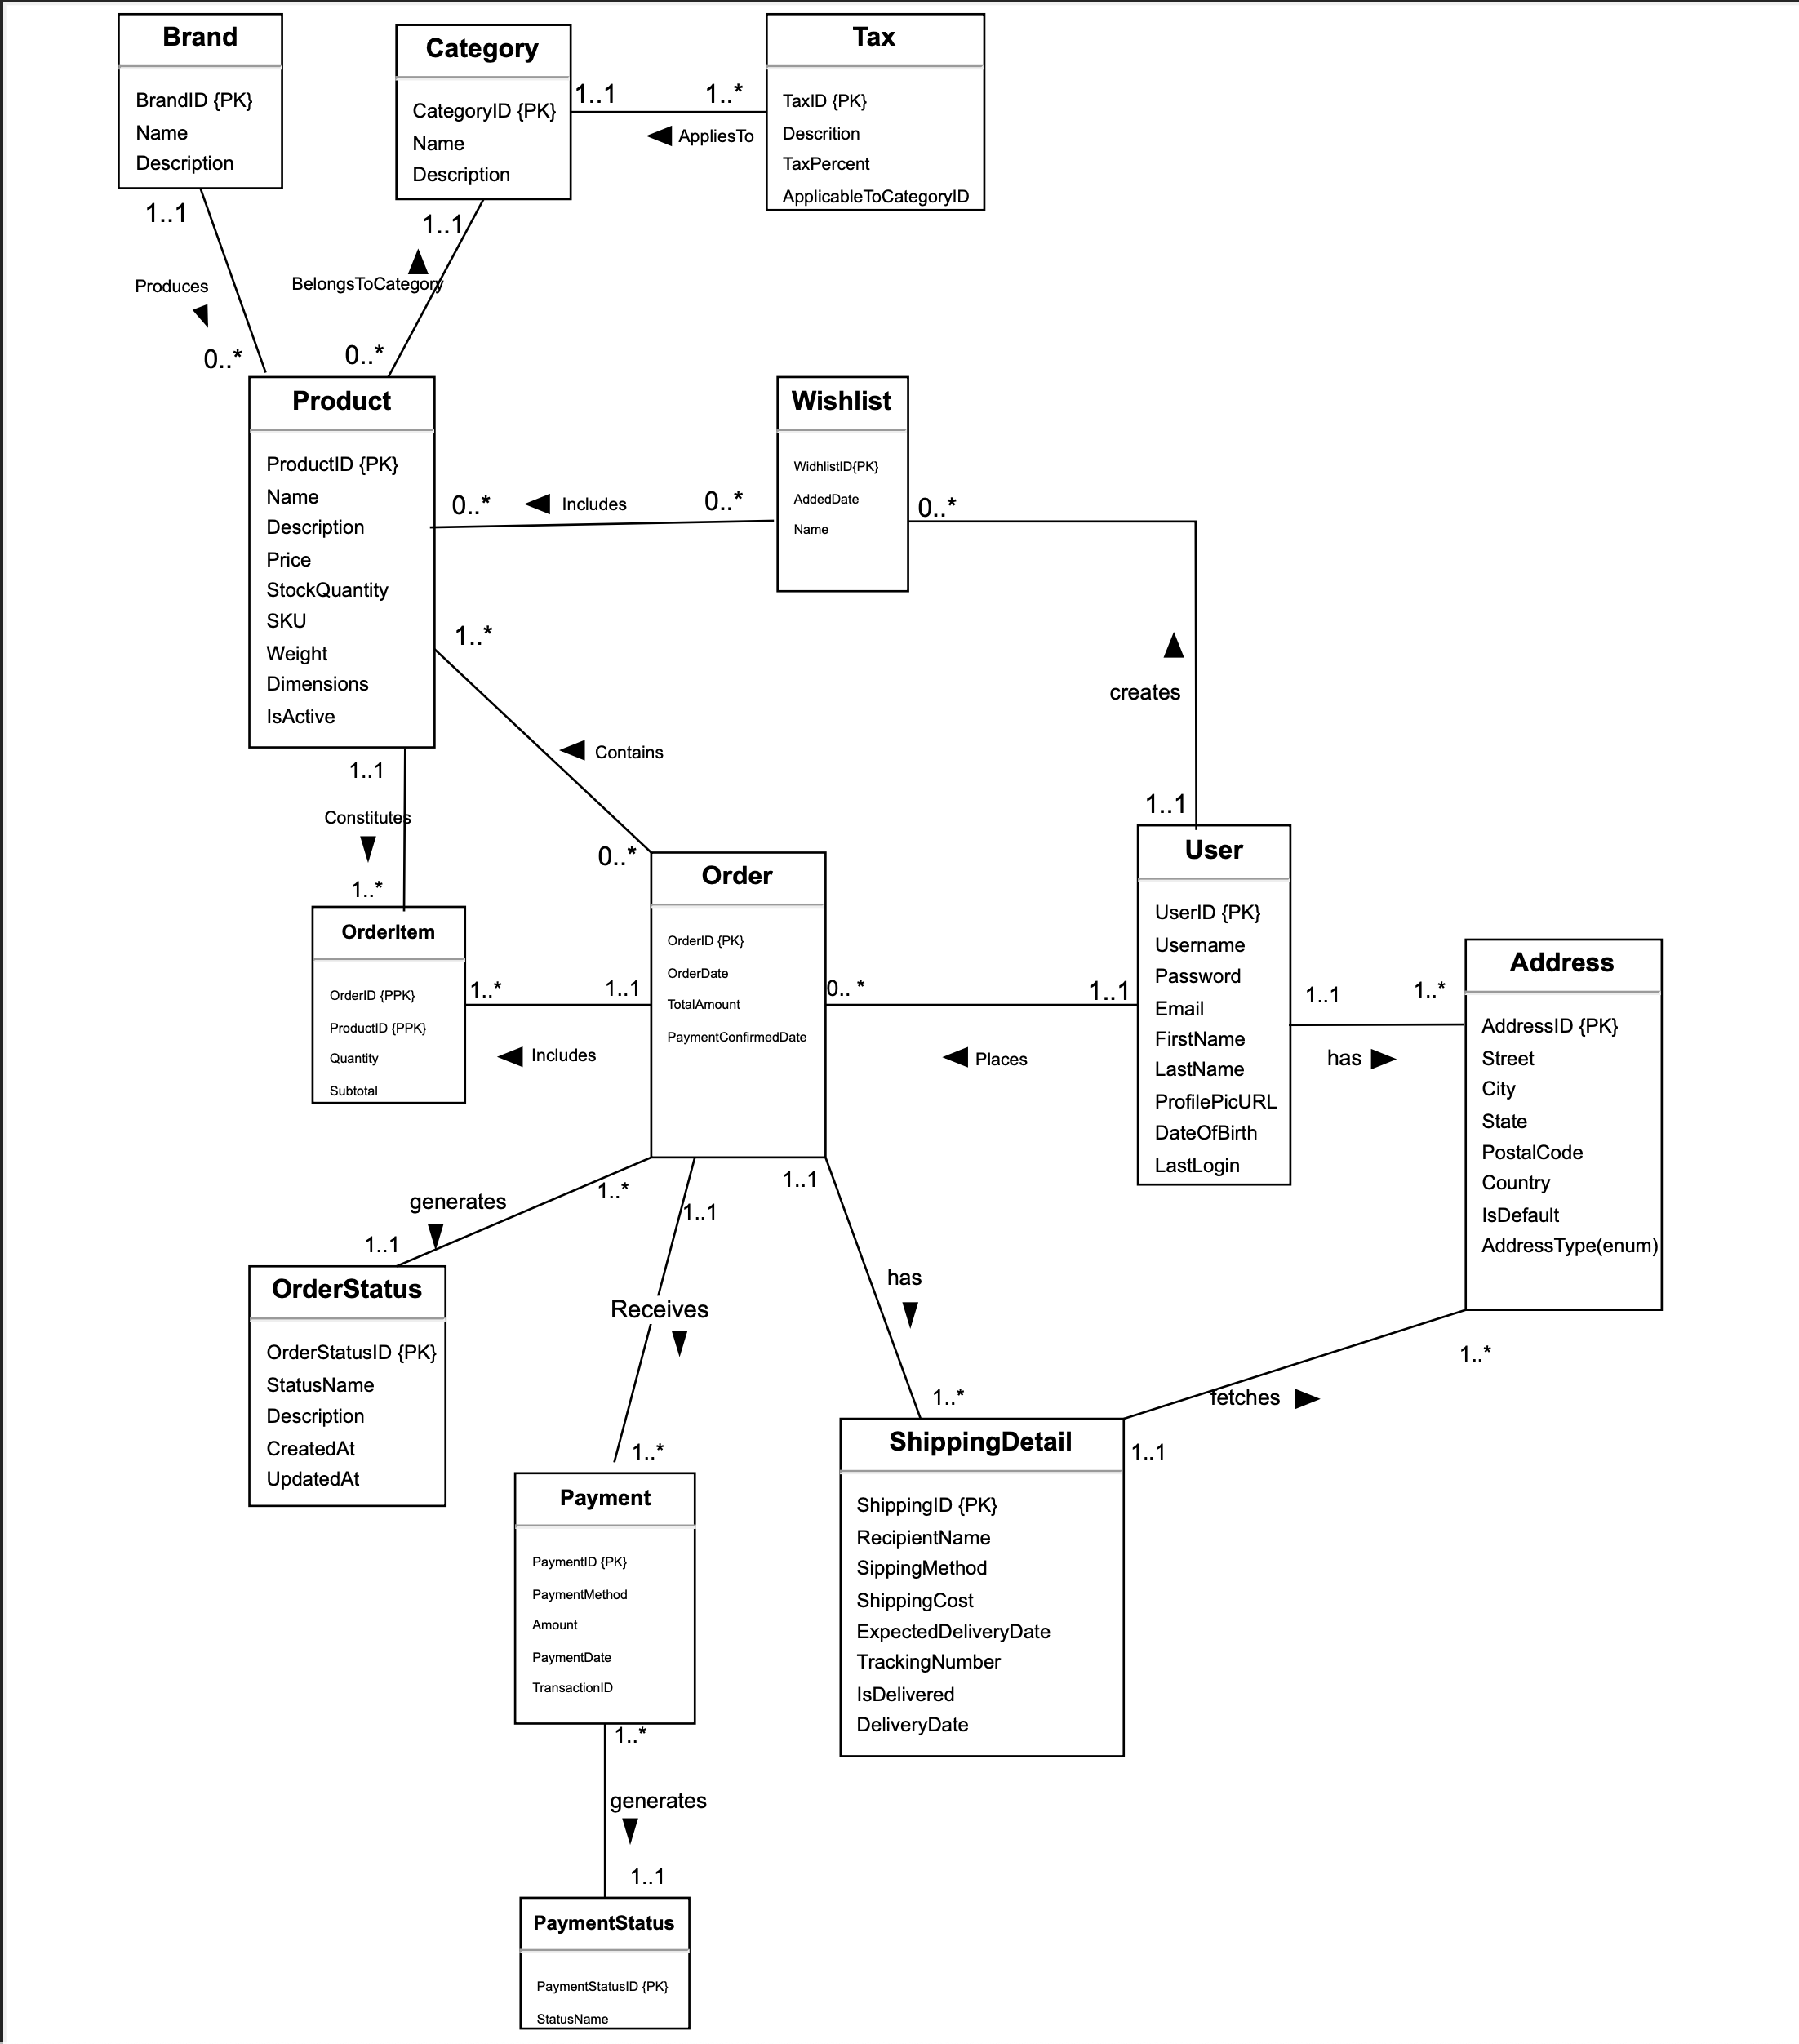 Brand
BrandID {PK}
Name
Description
Category
CategoryID {PK}
Name
Description
Tax
TaxID {PK}
Descrition
TaxPercent
ApplicableToCategoryID
1..1
1..*
AppliesTo
1..1
Produces
0..*
1..1
BelongsToCategory
0..*
Product
ProductID {PK}
Name
Description
Price
StockQuantity
SKU
Weight
Dimensions
IsActive
Wishlist
WidhlistID{PK}
AddedDate
Name
0..*
Includes
0..*
0..*
creates
1..1
1..*
Contains
0..*
1..1
Constitutes
1..*
OrderItem
OrderID {PPK}
ProductID {PPK}
Quantity
Subtotal
1..*
1..1
Includes
Order
OrderID {PK}
OrderDate
TotalAmount
PaymentConfirmedDate
0.. *
1..1
Places
User
UserID {PK}
Username
Password
Email
FirstName
LastName
ProfilePicURL
DateOfBirth
LastLogin
1..1
1..*
has
Address
AddressID {PK}
Street
City
State
PostalCode
Country
IsDefault
AddressType(enum)
generates
1..*
1..1
OrderStatus
OrderStatusID {PK}
StatusName
Description
CreatedAt
UpdatedAt
1..1
Receives
1..*
1..1
has
1..*
1..*
fetches
1..1
Payment
PaymentID {PK}
PaymentMethod
Amount
PaymentDate
TransactionID
ShippingDetail
ShippingID {PK}
RecipientName
SippingMethod
ShippingCost
ExpectedDeliveryDate
TrackingNumber
IsDelivered
DeliveryDate
1..*
generates
1..1
PaymentStatus
PaymentStatusID {PK}
StatusName